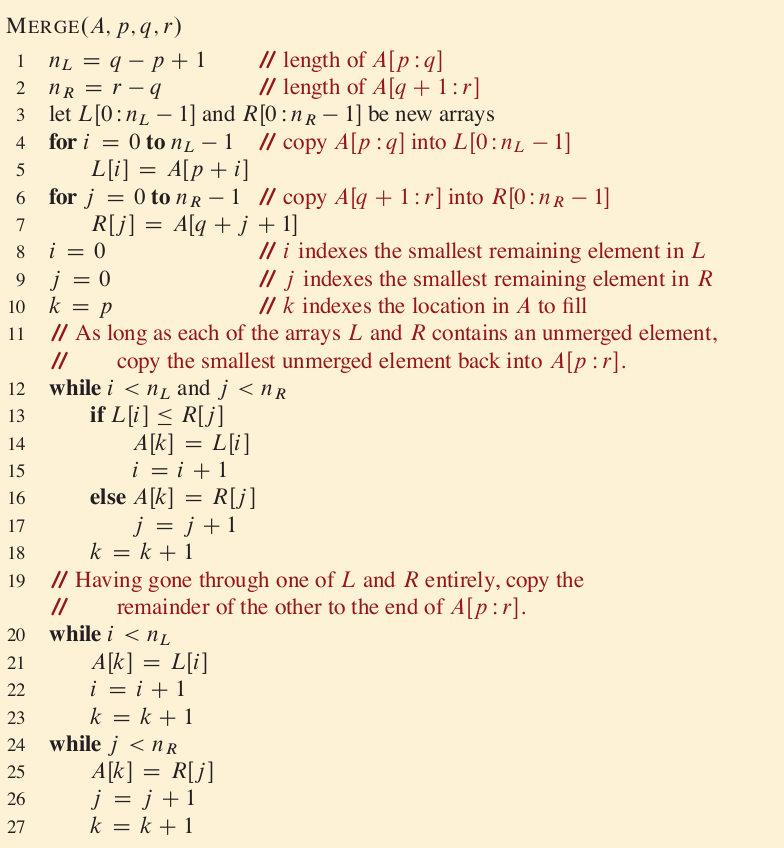 MERGE(A, p, q, r)
1 n_L = q − p + 1 // length of A[p : q]
2 n_R = r − q // length of A[q + 1 : r]
3 let L[0 : n_L − 1] and R[0 : n_R − 1] be new arrays
4 for i = 0 to n_L − 1 // copy A[p : q] into L[0 : n_L − 1]
5 L[i] = A[p + i]
6 for j = 0 to n_R − 1 // copy A[q + 1 : r] into R[0 : n_R − 1]
7 R[j] = A[q + j + 1]
8 i = 0 // i indexes the smallest remaining element in L
9 j = 0 // j indexes the smallest remaining element in R
10 k = p // k indexes the location in A to fill
11 // As long as each of the arrays L and R contains an unmerged element,
// copy the smallest unmerged element back into A[p : r].
12 while i < n_L and j < n_R
13 if L[i] ≤ R[j]
14 A[k] = L[i]
15 i = i + 1
16 else A[k] = R[j]
17 j = j + 1
18 k = k + 1
19 // Having gone through one of L and R entirely, copy the
// remainder of the other to the end of A[p : r].
20 while i < n_L
21 A[k] = L[i]
22 i = i + 1
23 k = k + 1
24 while j < n_R
25 A[k] = R[j]
26 j = j + 1
27 k = k + 1